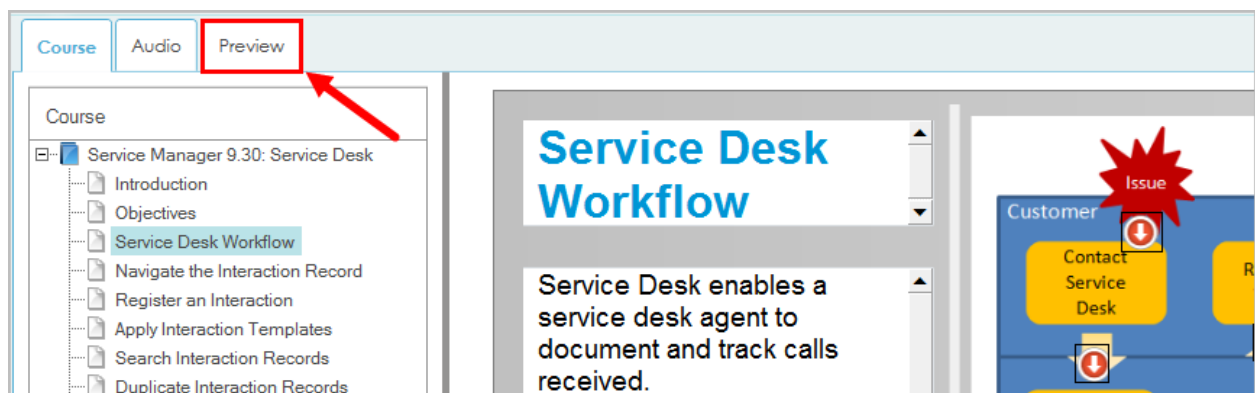 Course
Audio
Preview
Course
Service Manager 9.30: Service Desk
Introduction
Objectives
Service Desk Workflow
Navigate the Interaction Record
Register an Interaction
Apply Interaction Templates
Search Interaction Records
Duplicate Interaction Records
Service Desk
Workflow
Service Desk enables a
service desk agent to
document and track calls
received.
Issue
Customer
Contact
Service
Desk
R